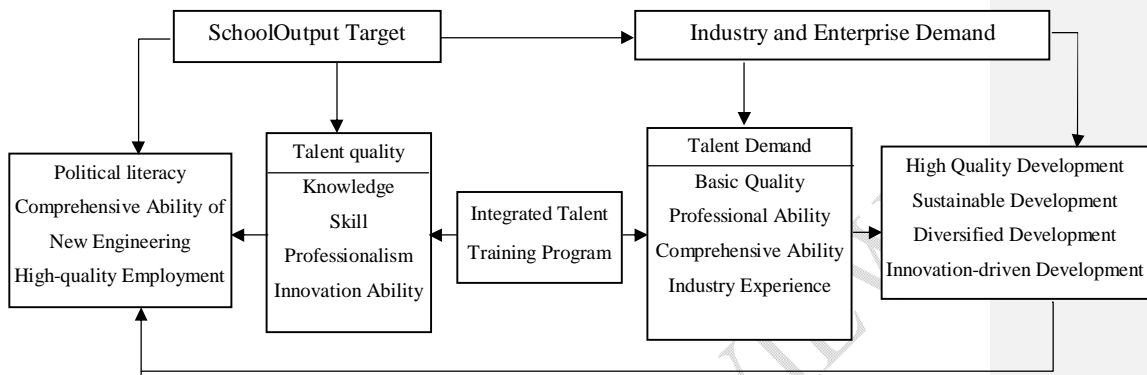 SchoolOutput Target
Industry and Enterprise Demand
Political literacy
Comprehensive Ability of
New Engineering
High-quality Employment
Talent quality
Knowledge
Skill
Professionalism
Innovation Ability
Integrated Talent
Training Program
Talent Demand
Basic Quality
Professional Ability
Comprehensive Ability
Industry Experience
High Quality Development
Sustainable Development
Diversified Development
Innovation-driven Development